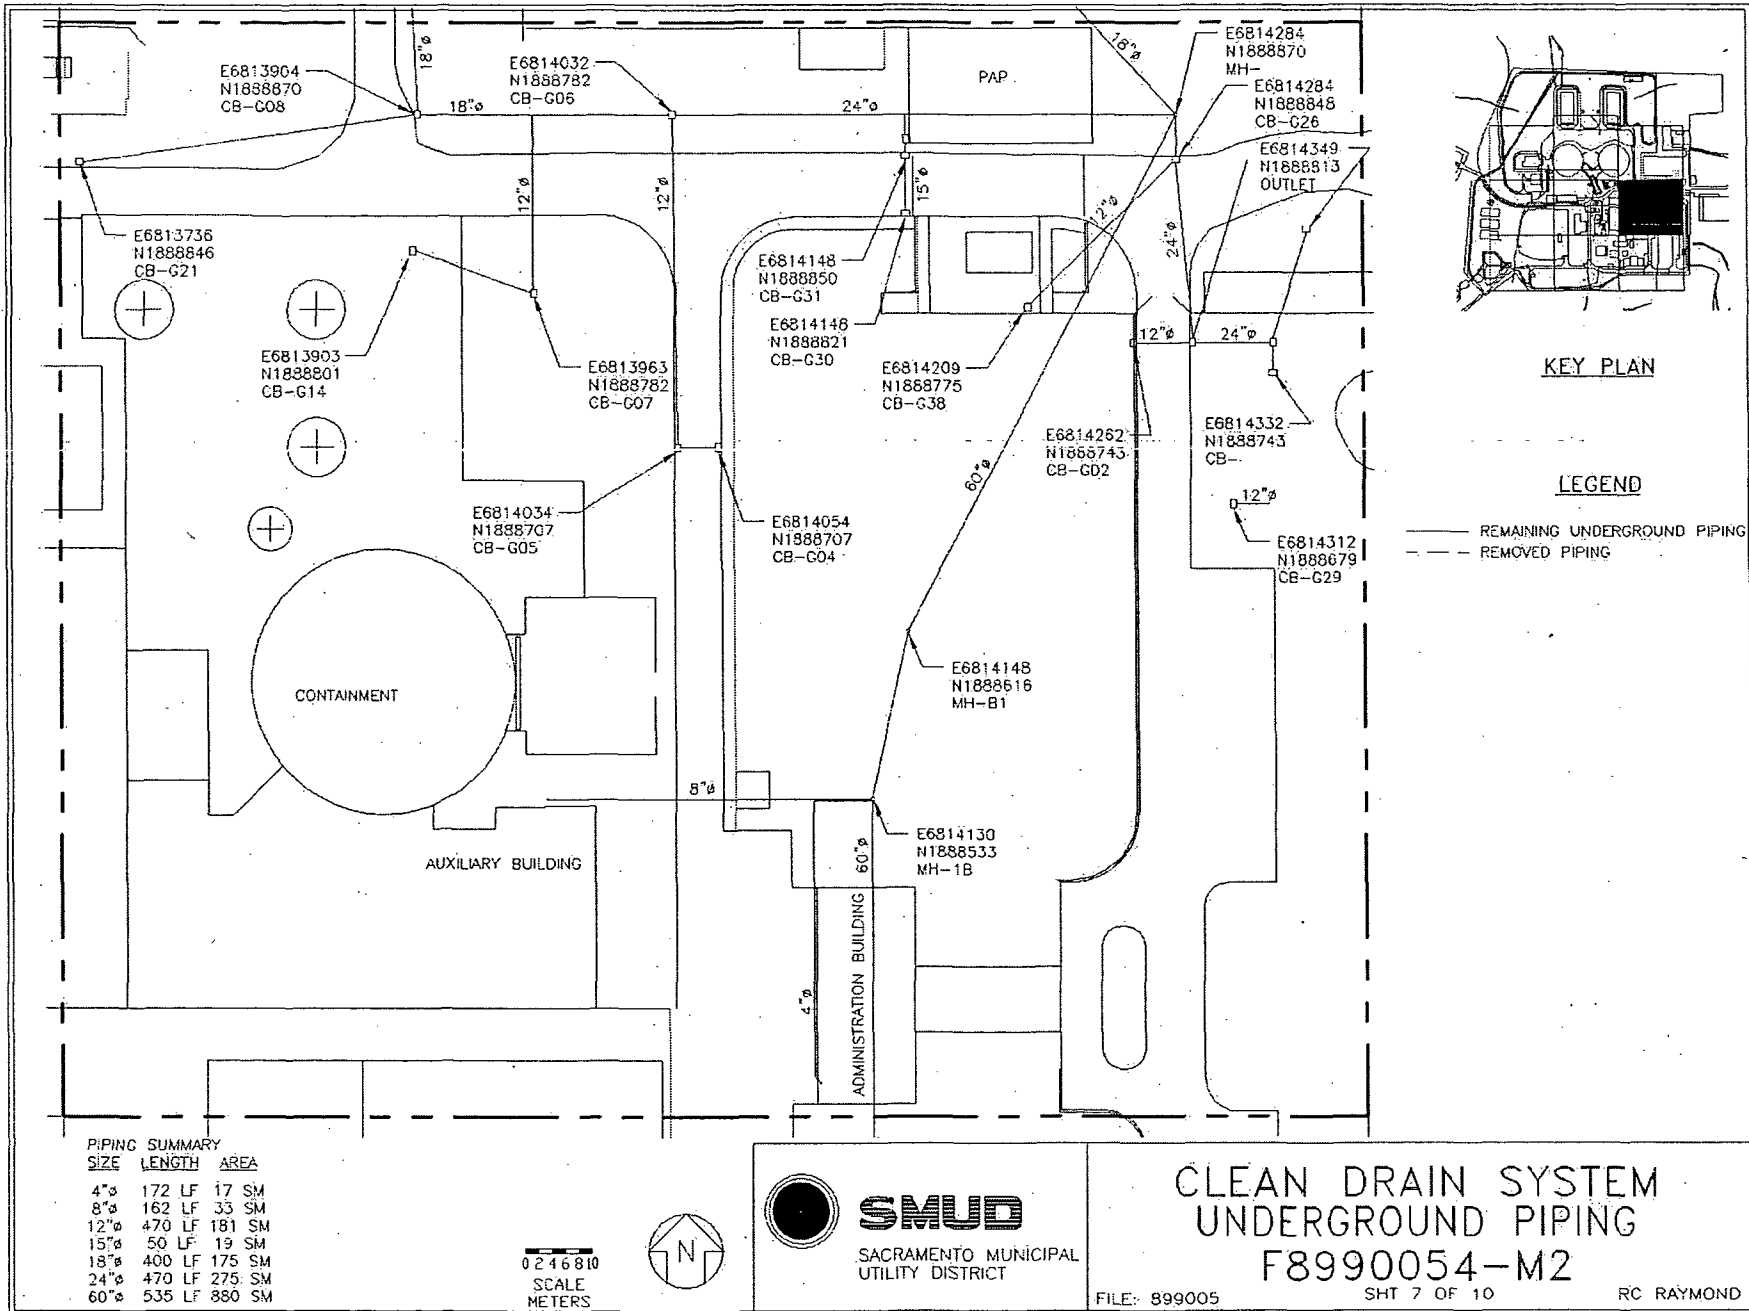 18"ø
E6813904
N1888870
CB-G08
18"ø
E6814032
N1888782
CB-G06
24"ø
PAP
18"ø
E6814284
N1888870
MH-
E6814284
N1888848
CB-G26
E6814349
N1888813
OUTLET
E6813736
N1888846
CB-G21
12"ø
12"ø
15"ø
12"ø
24"ø
E6814148
N1888850
CB-G31
E6814148
N1888821
CB-G30
E6813903
N1888801
CB-G14
E6813963
N1888782
CB-G07
E6814209
N1888775
CB-G38
12"ø
24"ø
E6814262
N1888743
CB-GD2
E6814332
N1888743
CB-
60"ø
12"ø
E6814312
N1888679
CB-G29
E6814034
N1888707
CB-G05
E6814054
N1888707
CB-G04
E6814148
N1888616
MH-B1
CONTAINMENT
8"ø
E6814130
N1888533
MH-1B
60"ø
AUXILIARY BUILDING
4"ø
ADMINISTRATION BUILDING
KEY PLAN
LEGEND
REMAINING UNDERGROUND PIPING
REMOVED PIPING
PIPING SUMMARY
SIZE LENGTH AREA
4"ø 172 LF 17 SM
8"ø 162 LF 33 SM
12"ø 470 LF 181 SM
15"ø 50 LF 19 SM
18"ø 400 LF 175 SM
24"ø 470 LF 275 SM
60"ø 535 LF 880 SM
0 2 4 6 8 10
SCALE
METERS
N
SMUD
SACRAMENTO MUNICIPAL
UTILITY DISTRICT
CLEAN DRAIN SYSTEM
UNDERGROUND PIPING
F8990054-M2
FILE: 899005
SHT 7 OF 10
RC RAYMOND